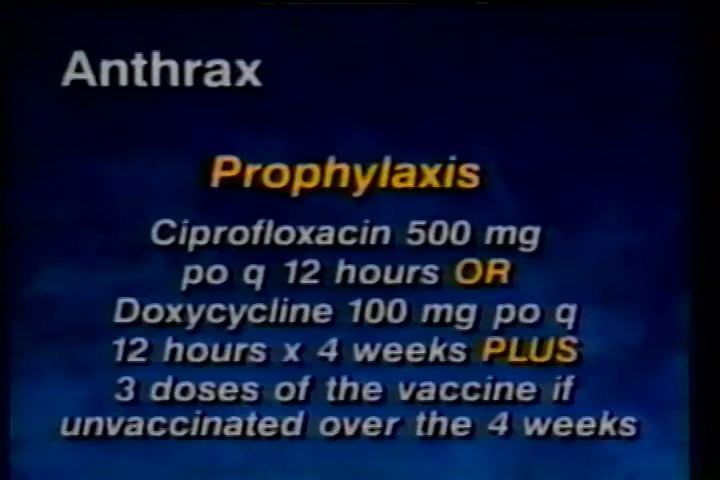 Anthrax
Prophylaxis
Ciprofloxacin 500 mg
po q 12 hours OR
Doxycycline 100 mg po q
12 hours x 4 weeks PLUS
3 doses of the vaccine if
unvaccinated over the 4 weeks